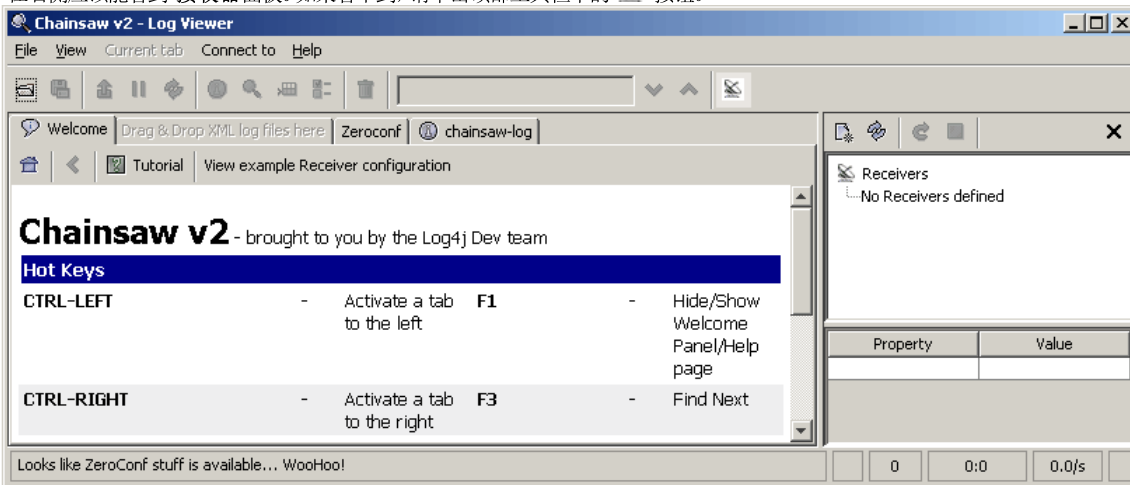 Chainsaw v2 - Log Viewer
File View Current tab Connect to Help
Welcome Drag & Drop XML log files here Zeroconf chainsaw-log
Tutorial View example Receiver configuration
Chainsaw v2 - brought to you by the Log4j Dev team
Hot Keys
CTRL-LEFT - Activate a tab to the left F1 - Hide/Show Welcome Panel/Help page
CTRL-RIGHT - Activate a tab to the right F3 - Find Next
Receivers
No Receivers defined
Property Value
Looks like ZeroConf stuff is available... WooHoo!
0 0:0 0.0/s